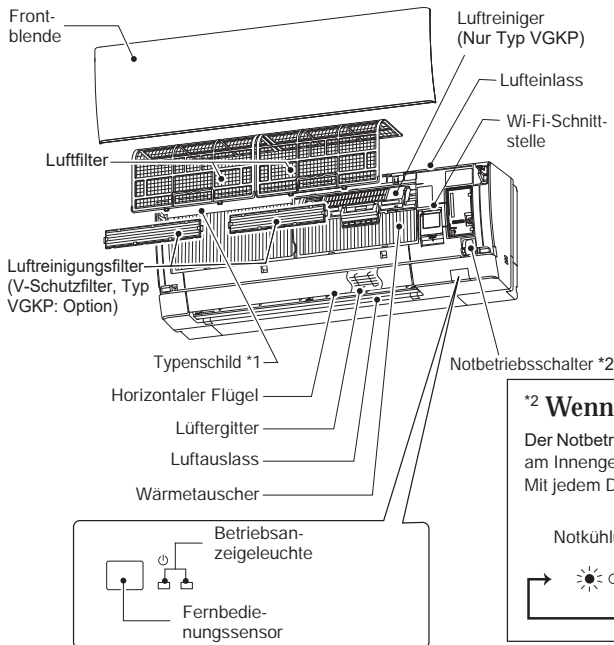 Front-
blende
Luftreiniger
(Nur Typ VGKP)
Lufteinlass
Wi-Fi-Schnitt-
stelle
Luftfilter
Luftreinigungsfilter
(V-Schutzfilter, Typ
VGKP: Option)
Typenschild *1
Notbetriebsschalter *2
Horizontaler Flügel
Lüftergitter
Luftauslass
Wärmetauscher
Betriebsan-
zeigeleuchte
Fernbedie-
nungssensor
*2 Wenn
Der Notbetr
am Innenge
Mit jedem D
Notkühlu